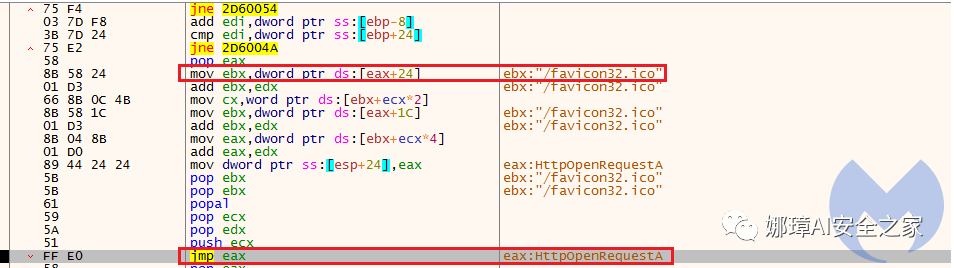 75 F4 jne 2D60054
03 7D F8 add edi,dword ptr ss:[ebp-8]
3B 7D 24 cmp edi,dword ptr ss:[ebp+24]
75 E2 jne 2D6004A
58 pop eax
8B 58 24 mov ebx,dword ptr ds:[eax+24] ebx:"/favicon32.ico"
01 D3 add ebx,edx ebx:"/favicon32.ico"
66 8B 0C 4B mov cx,word ptr ds:[ebx+ecx*2]
8B 58 1C mov ebx,dword ptr ds:[eax+1C] ebx:"/favicon32.ico"
01 D3 add ebx,edx ebx:"/favicon32.ico"
8B 04 8B mov eax,dword ptr ds:[ebx+ecx*4]
01 D0 add eax,edx
89 44 24 24 mov dword ptr ss:[esp+24],eax eax:HttpOpenRequestA
5B pop ebx ebx:"/favicon32.ico"
5B pop ebx ebx:"/favicon32.ico"
61 popal
59 pop ecx
5A pop edx
51 push ecx
FF E0 jmp eax eax:HttpOpenRequestA
娜璋AI安全之家